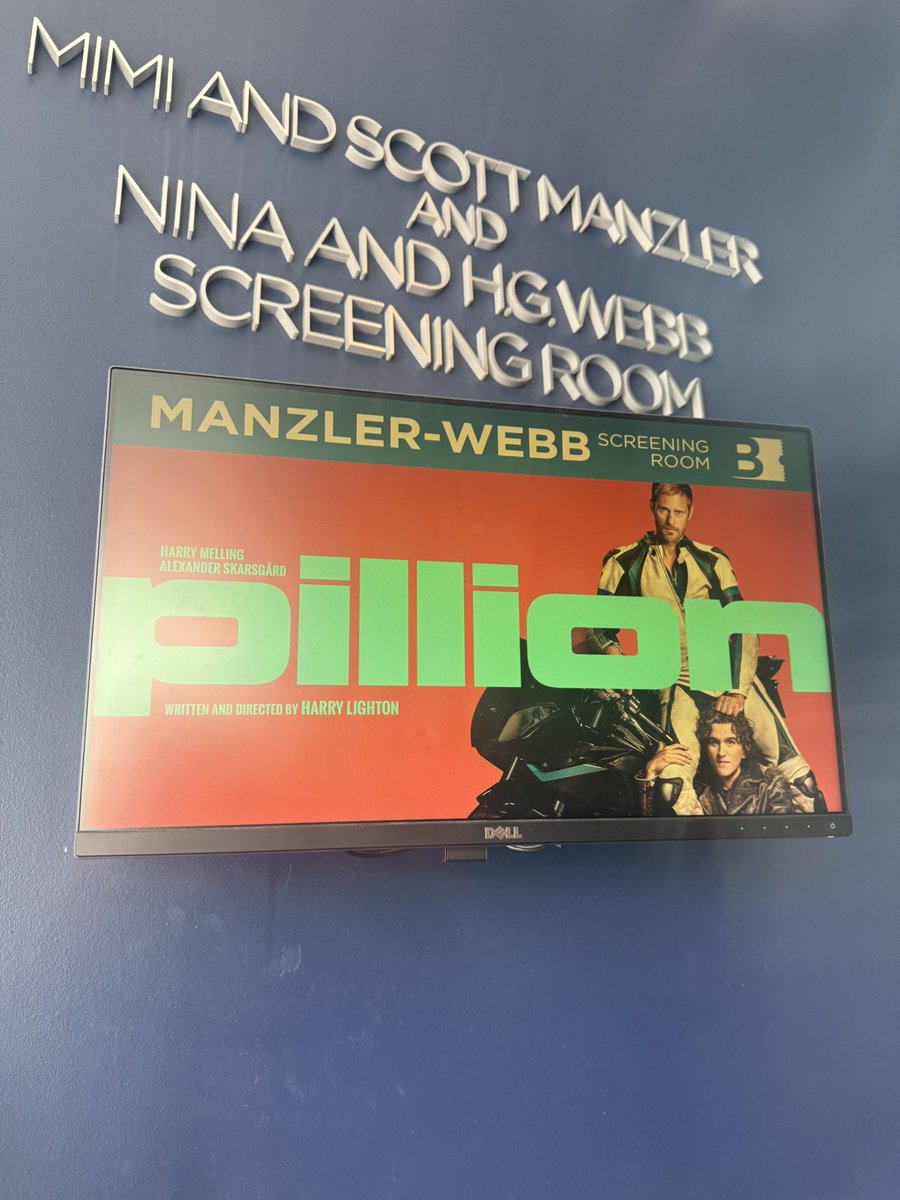 MIMI AND SCOTT MANZLER
AND
NINA AND H.G. WEBB
SCREENING ROOM
MANZLER-WEBB SCREENING ROOM
B
HARRY MELLING
ALEXANDER SKARSGÅRD
pillion
WRITTEN AND DIRECTED BY HARRY LIGHTON
DELL